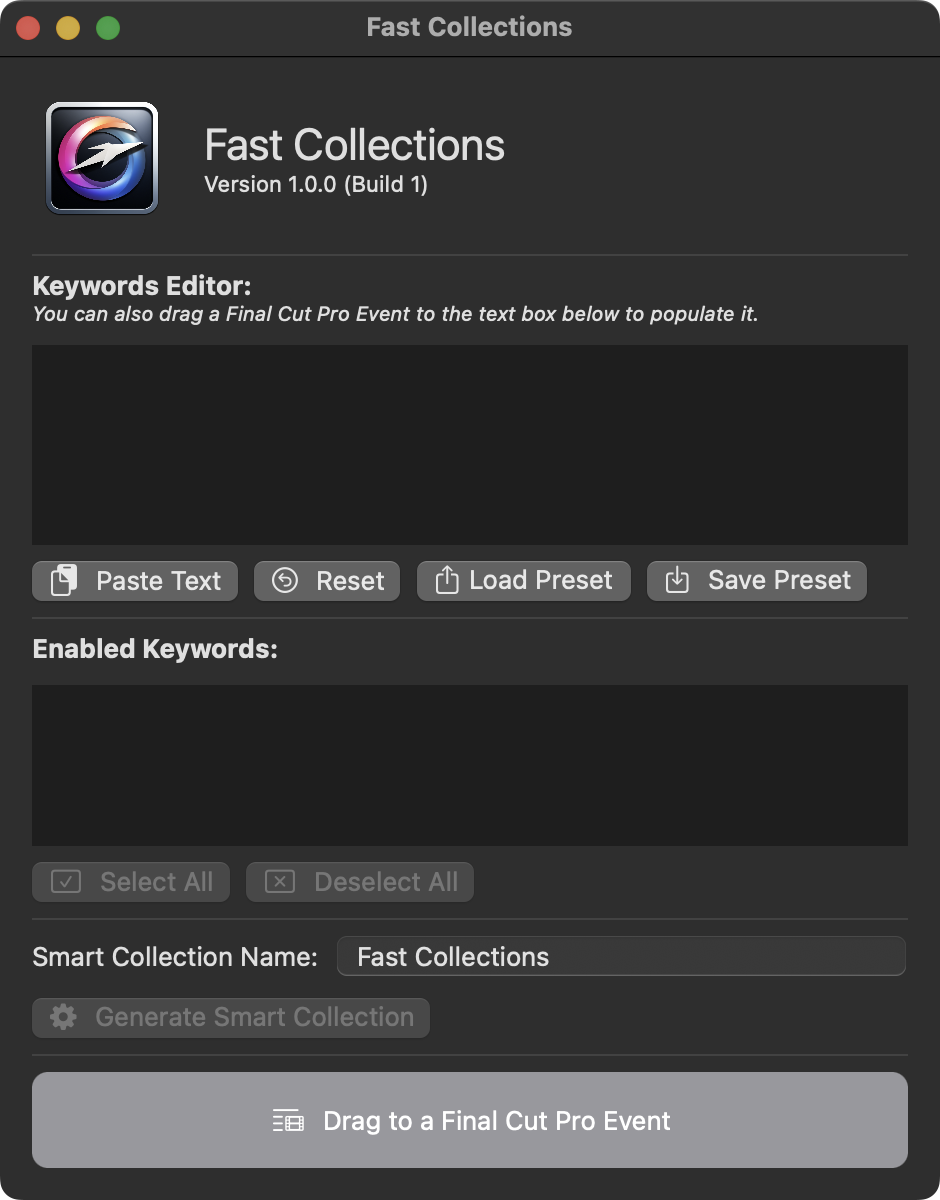 Fast Collections
Fast Collections
Version 1.0.0 (Build 1)
Keywords Editor:
You can also drag a Final Cut Pro Event to the text box below to populate it.
Paste Text
Reset
Load Preset
Save Preset
Enabled Keywords:
Select All
Deselect All
Smart Collection Name:
Fast Collections
Generate Smart Collection
Drag to a Final Cut Pro Event